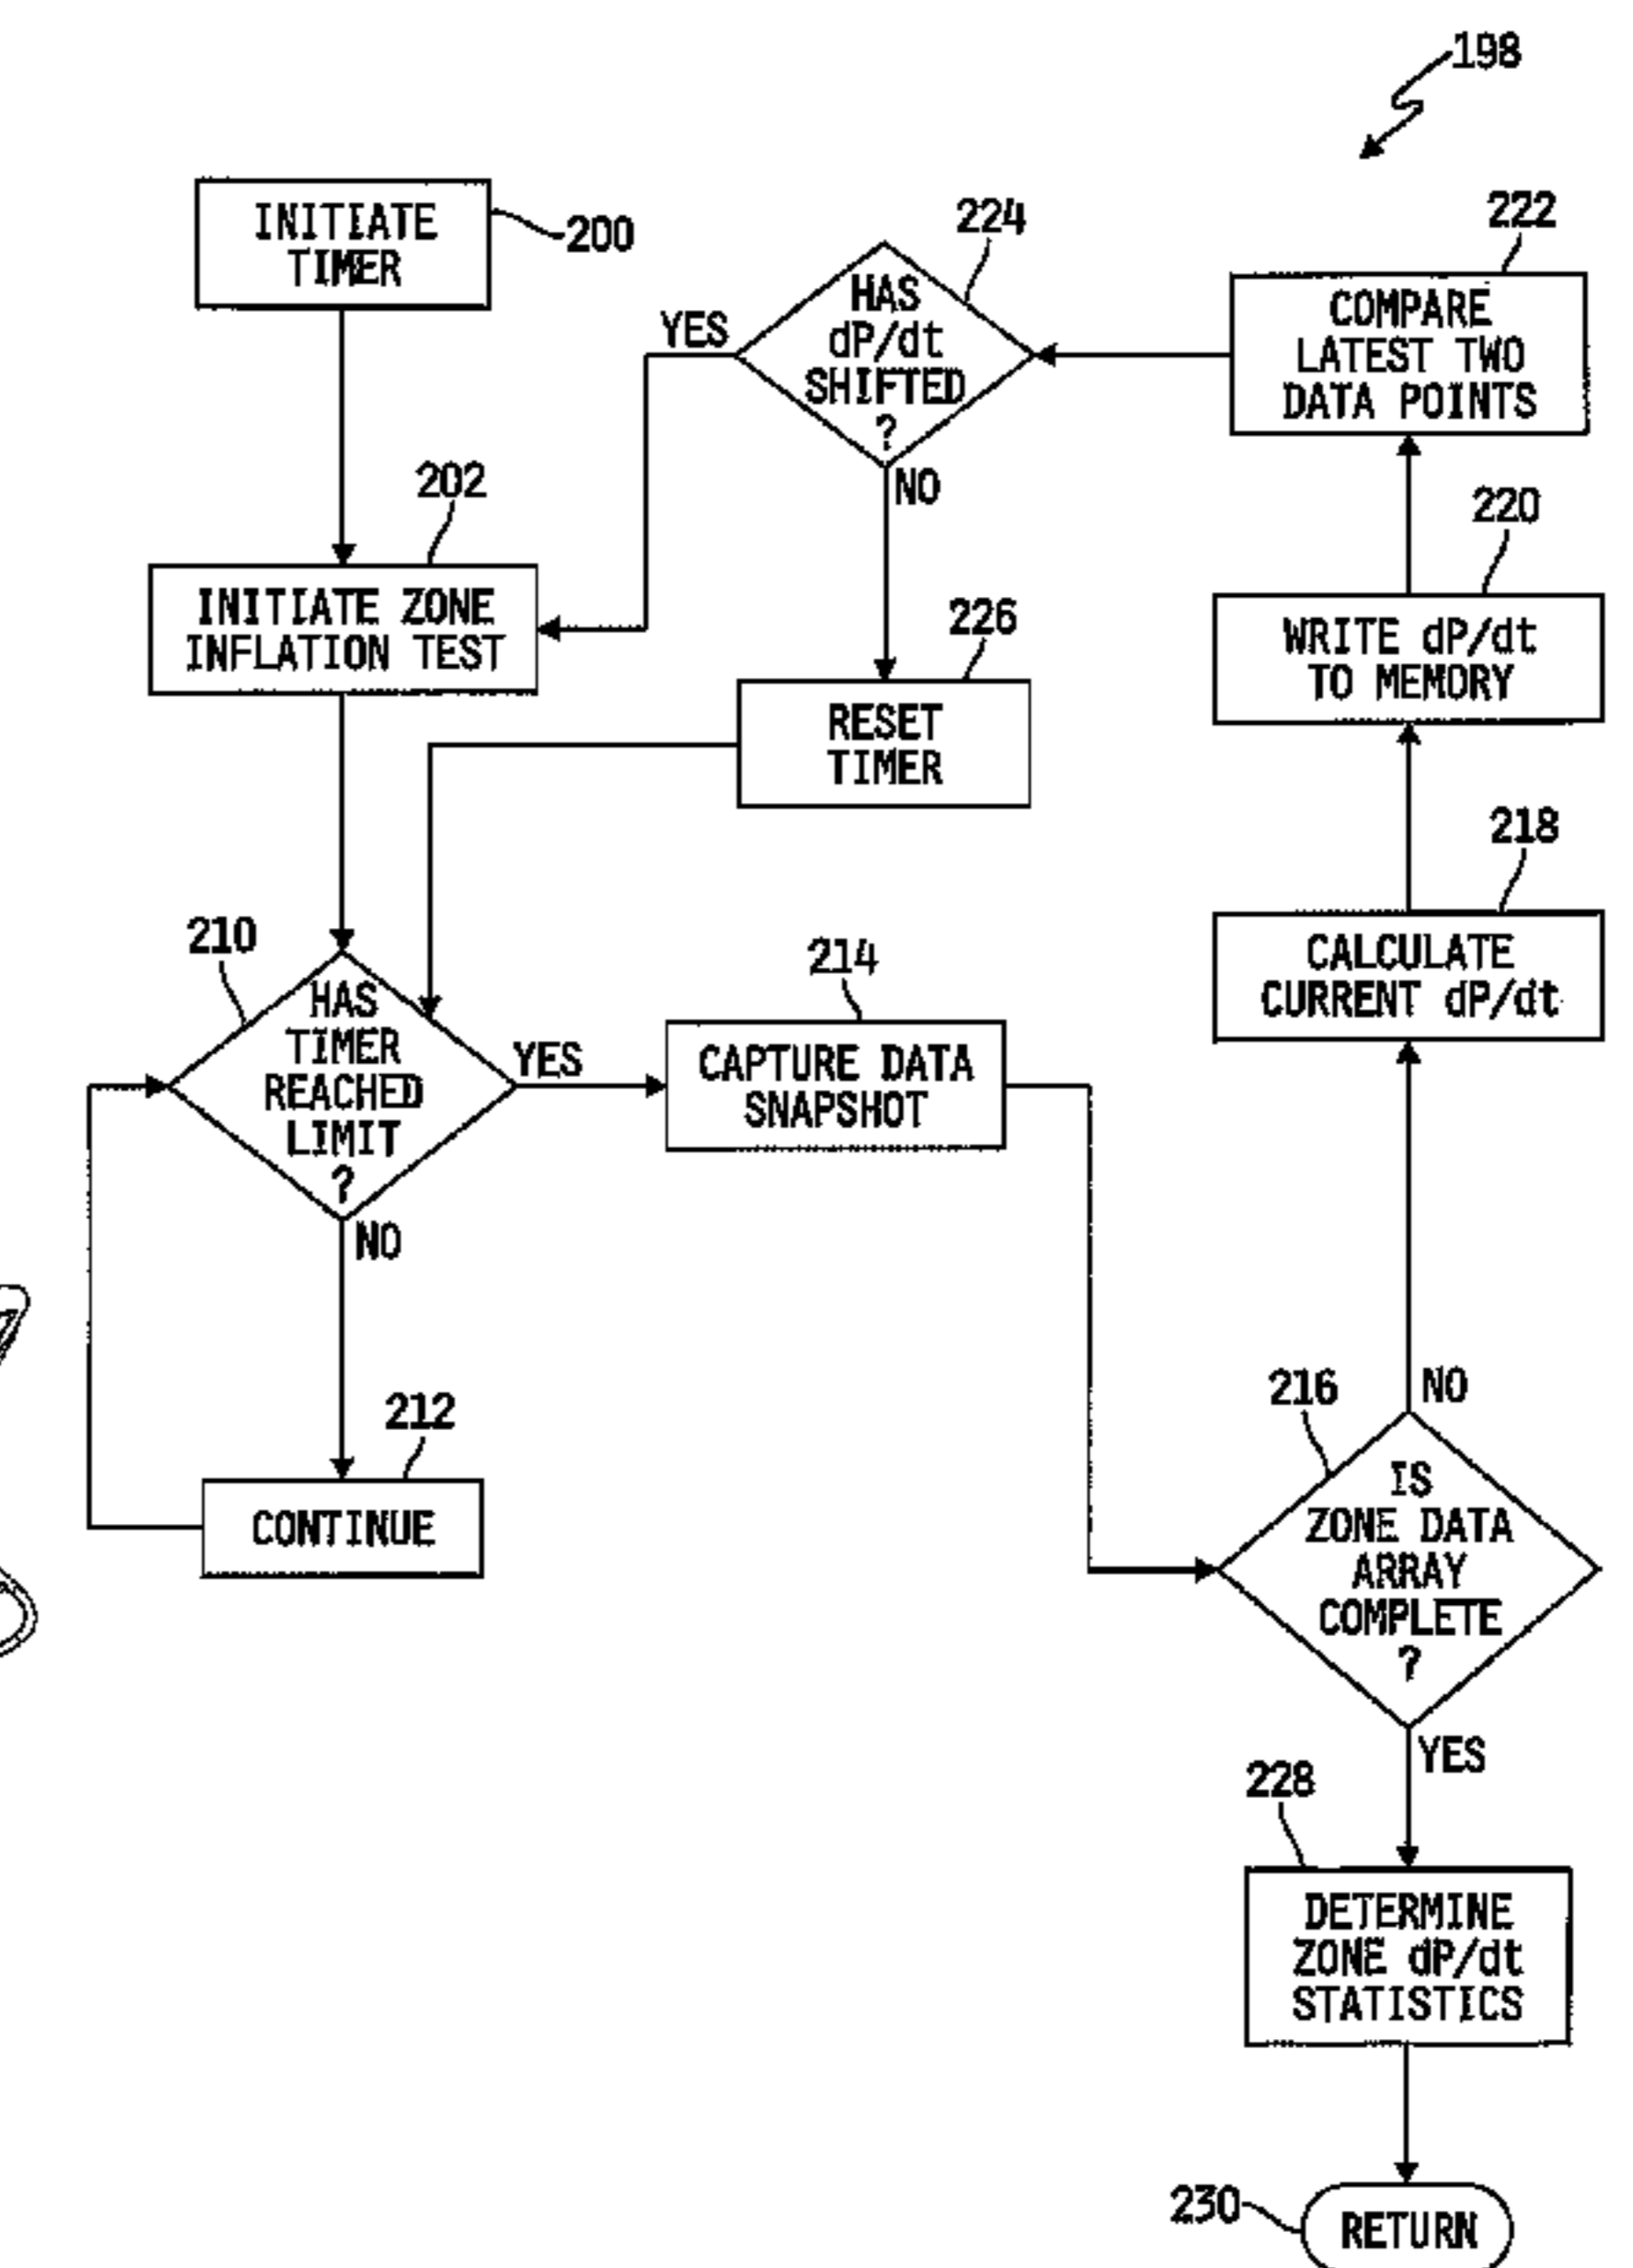 198
INITIATE
TIMER
200
224
HAS
dP/dt
SHIFTED
?
YES
NO
222
COMPARE
LATEST TWO
DATA POINTS
202
INITIATE ZONE
INFLATION TEST
220
WRITE dP/dt
TO MEMORY
226
RESET
TIMER
218
CALCULATE
CURRENT dP/dt
210
HAS
TIMER
REACHED
LIMIT
?
YES
NO
214
CAPTURE DATA
SNAPSHOT
212
CONTINUE
216
NO
IS
ZONE DATA
ARRAY
COMPLETE
?
YES
228
DETERMINE
ZONE dP/dt
STATISTICS
230
RETURN